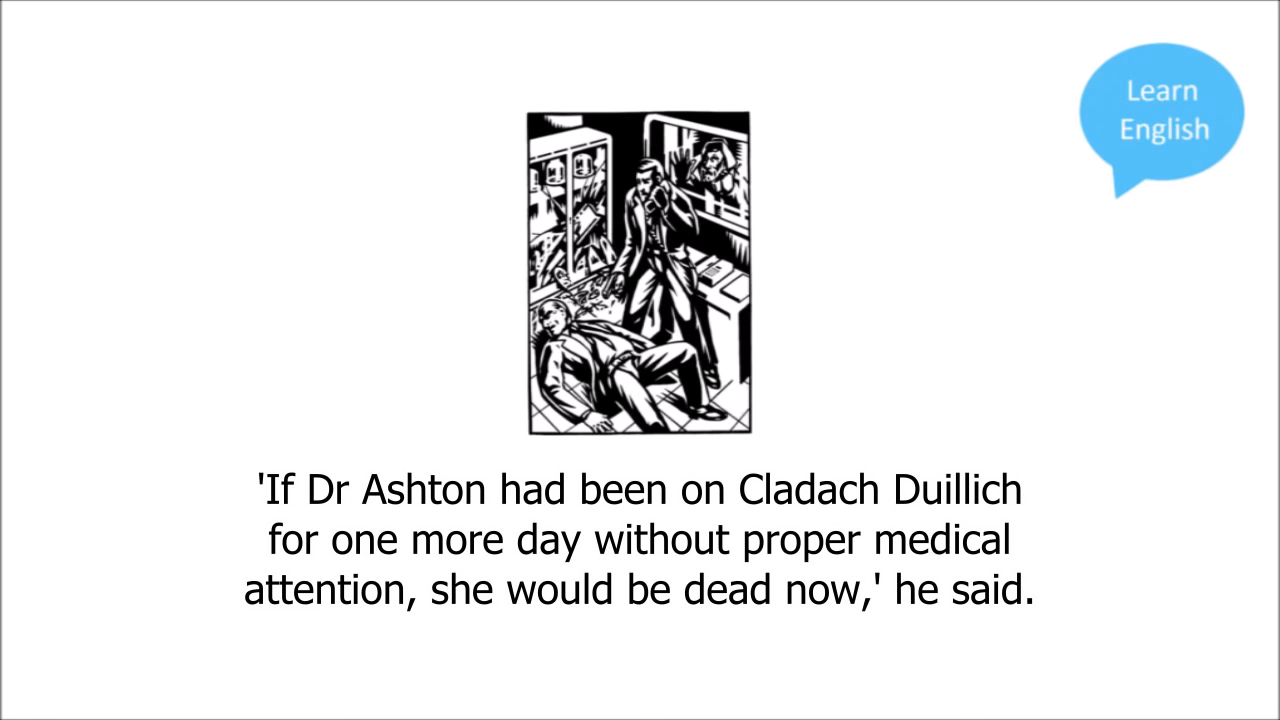 Learn
English
'If Dr Ashton had been on Cladach Duillich
for one more day without proper medical
attention, she would be dead now,' he said.